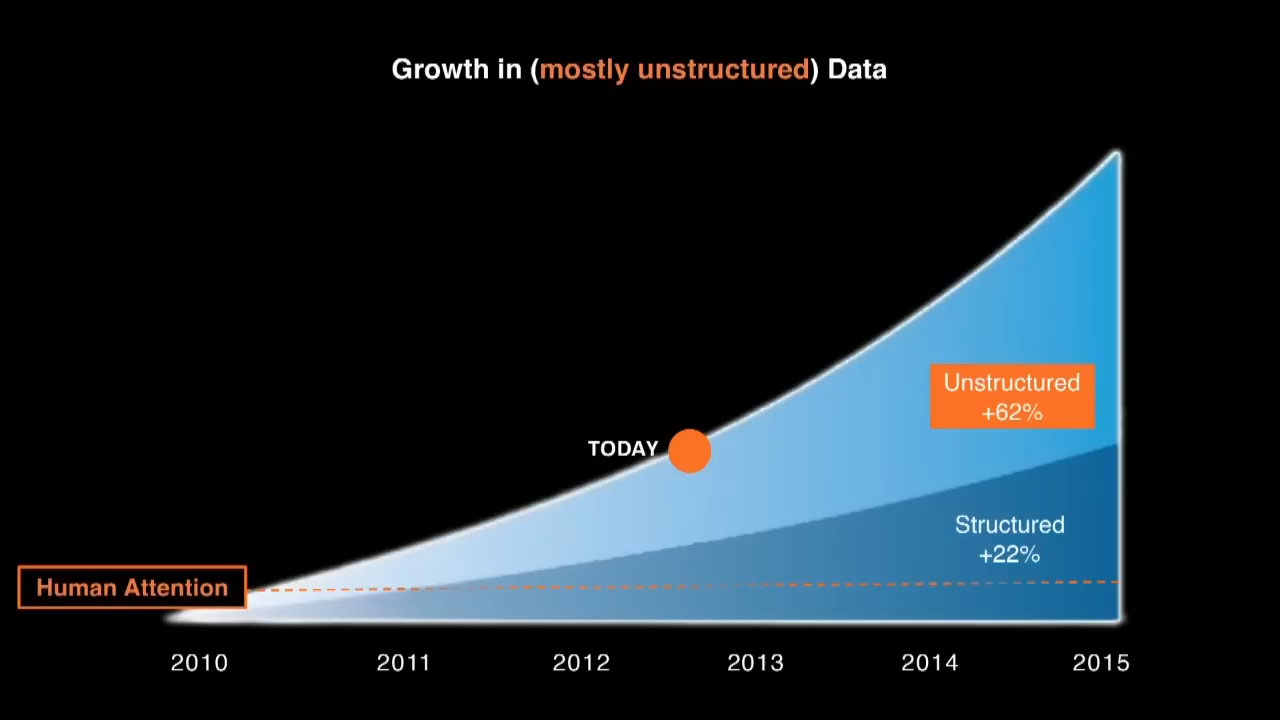 Growth in (mostly unstructured) Data
Unstructured
+62%
TODAY
Structured
+22%
Human Attention
2010 2011 2012 2013 2014 2015